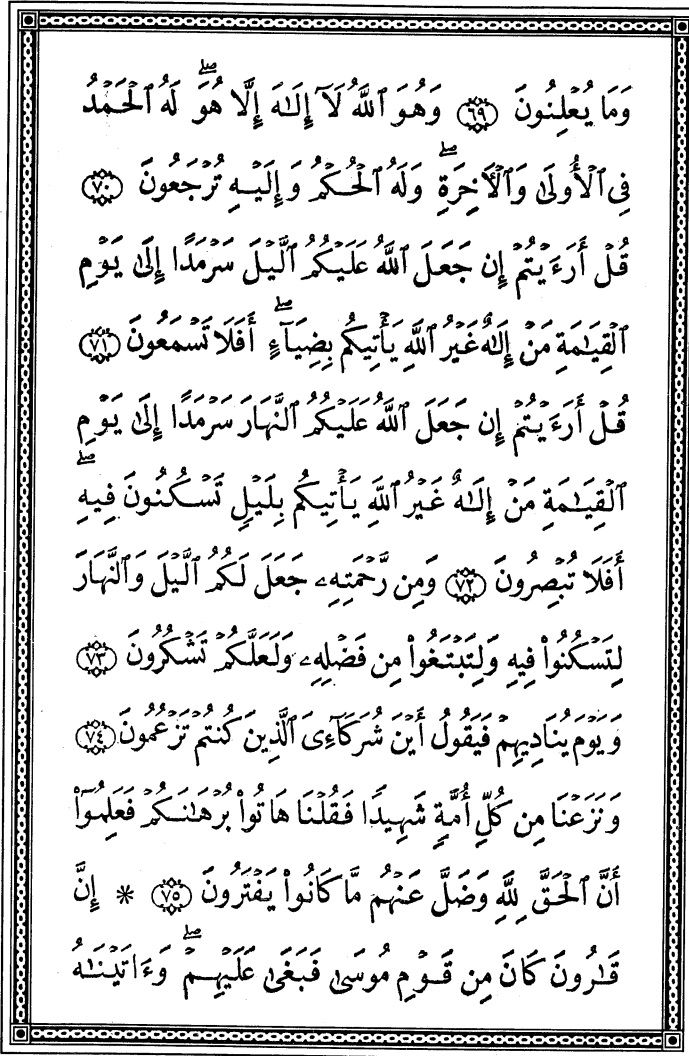 وَمَا يُعْلِنُونَ ۝٦٩ وَهُوَ ٱللَّهُ لَآ إِلَـٰهَ إِلَّا هُوَ ۖ لَهُ ٱلْحَمْدُ
فِى ٱلْأُولَىٰ وَٱلْـَٔاخِرَةِ ۖ وَلَهُ ٱلْحُكْمُ وَإِلَيْهِ تُرْجَعُونَ ۝٧٠
قُلْ أَرَءَيْتُمْ إِن جَعَلَ ٱللَّهُ عَلَيْكُمُ ٱلَّيْلَ سَرْمَدًا إِلَىٰ يَوْمِ
ٱلْقِيَـٰمَةِ مَنْ إِلَـٰهٌ غَيْرُ ٱللَّهِ يَأْتِيكُم بِضِيَآءٍ ۖ أَفَلَا تَسْمَعُونَ ۝٧١
قُلْ أَرَءَيْتُمْ إِن جَعَلَ ٱللَّهُ عَلَيْكُمُ ٱلنَّهَارَ سَرْمَدًا إِلَىٰ يَوْمِ
ٱلْقِيَـٰمَةِ مَنْ إِلَـٰهٌ غَيْرُ ٱللَّهِ يَأْتِيكُم بِلَيْلٍ تَسْكُنُونَ فِيهِ ۖ
أَفَلَا تُبْصِرُونَ ۝٧٢ وَمِن رَّحْمَتِهِۦ جَعَلَ لَكُمُ ٱلَّيْلَ وَٱلنَّهَارَ
لِتَسْكُنُوا۟ فِيهِ وَلِتَبْتَغُوا۟ مِن فَضْلِهِۦ وَلَعَلَّكُمْ تَشْكُرُونَ ۝٧٣
وَيَوْمَ يُنَادِيهِمْ فَيَقُولُ أَيْنَ شُرَكَآءِىَ ٱلَّذِينَ كُنتُمْ تَزْعُمُونَ ۝٧٤
وَنَزَعْنَا مِن كُلِّ أُمَّةٍ شَهِيدًا فَقُلْنَا هَاتُوا۟ بُرْهَـٰنَكُمْ فَعَلِمُوٓا۟
أَنَّ ٱلْحَقَّ لِلَّهِ وَضَلَّ عَنْهُم مَّا كَانُوا۟ يَفْتَرُونَ ۝٧٥ * إِنَّ
قَـٰرُونَ كَانَ مِن قَوْمِ مُوسَىٰ فَبَغَىٰ عَلَيْهِمْ ۖ وَءَاتَيْنَـٰهُ